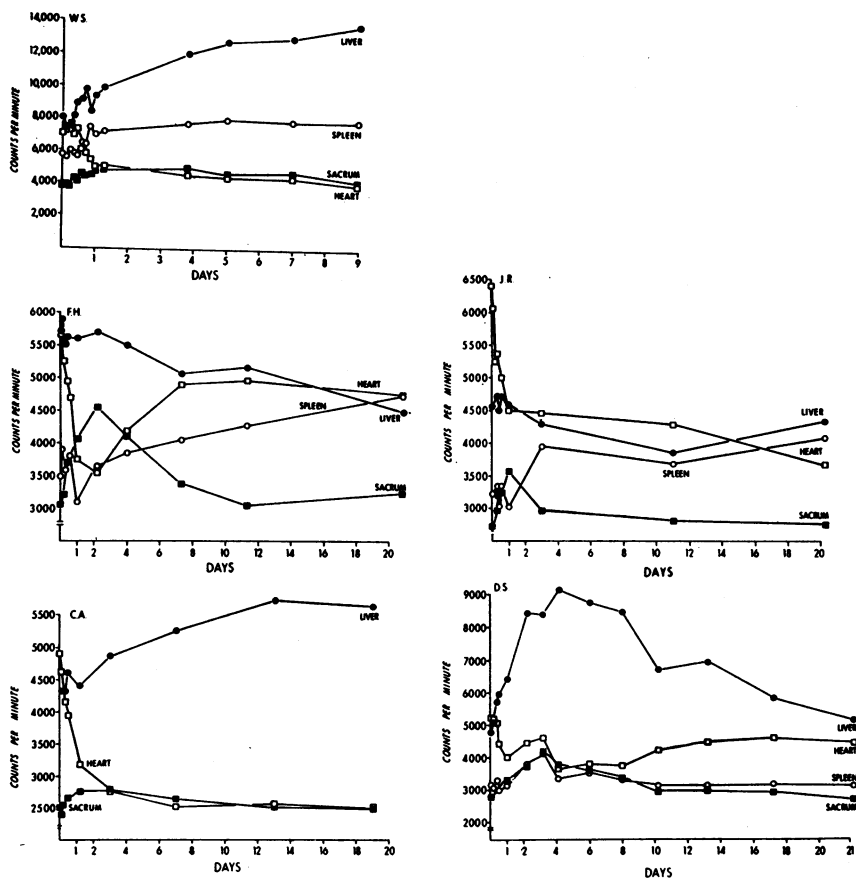 W.S.
14,000
12,000
10,000
8,000
6,000
4,000
2,000
COUNTS PER MINUTE
LIVER
SPLEEN
SACRUM
HEART
1 2 3 4 5 6 7 8 9
DAYS
F.H.
6000
5500
5000
4500
4000
3500
3000
COUNTS PER MINUTE
HEART
SPLEEN
LIVER
SACRUM
1 2 4 6 8 10 12 14 16 18 20
DAYS
J.R.
6500
6000
5500
5000
4500
4000
3500
3000
COUNTS PER MINUTE
LIVER
HEART
SPLEEN
SACRUM
1 2 4 6 8 10 12 14 16 18 20
DAYS
C.A.
5500
5000
4500
4000
3500
3000
2500
COUNTS PER MINUTE
LIVER
HEART
SACRUM
1 2 4 6 8 10 12 14 16 18 20
DAYS
D.S.
9000
8000
7000
6000
5000
4000
3000
2000
COUNTS PER MINUTE
LIVER
HEART
SPLEEN
SACRUM
1 2 4 6 8 10 12 14 16 18 21
DAYS